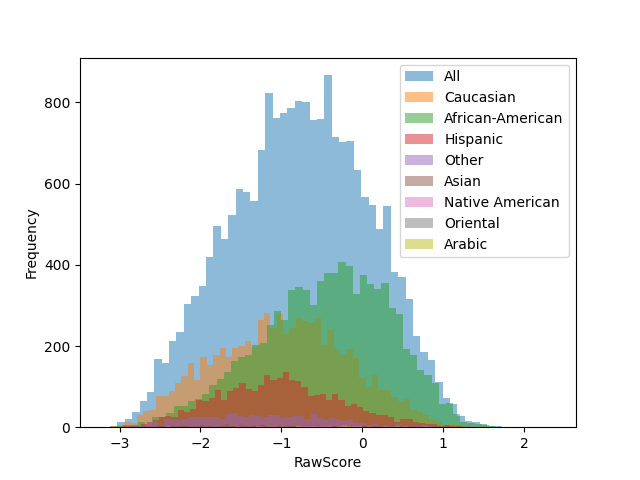 All
Caucasian
African-American
Hispanic
Other
Asian
Native American
Oriental
Arabic
Frequency
800
600
400
200
0
−3 −2 −1 0 1 2
RawScore